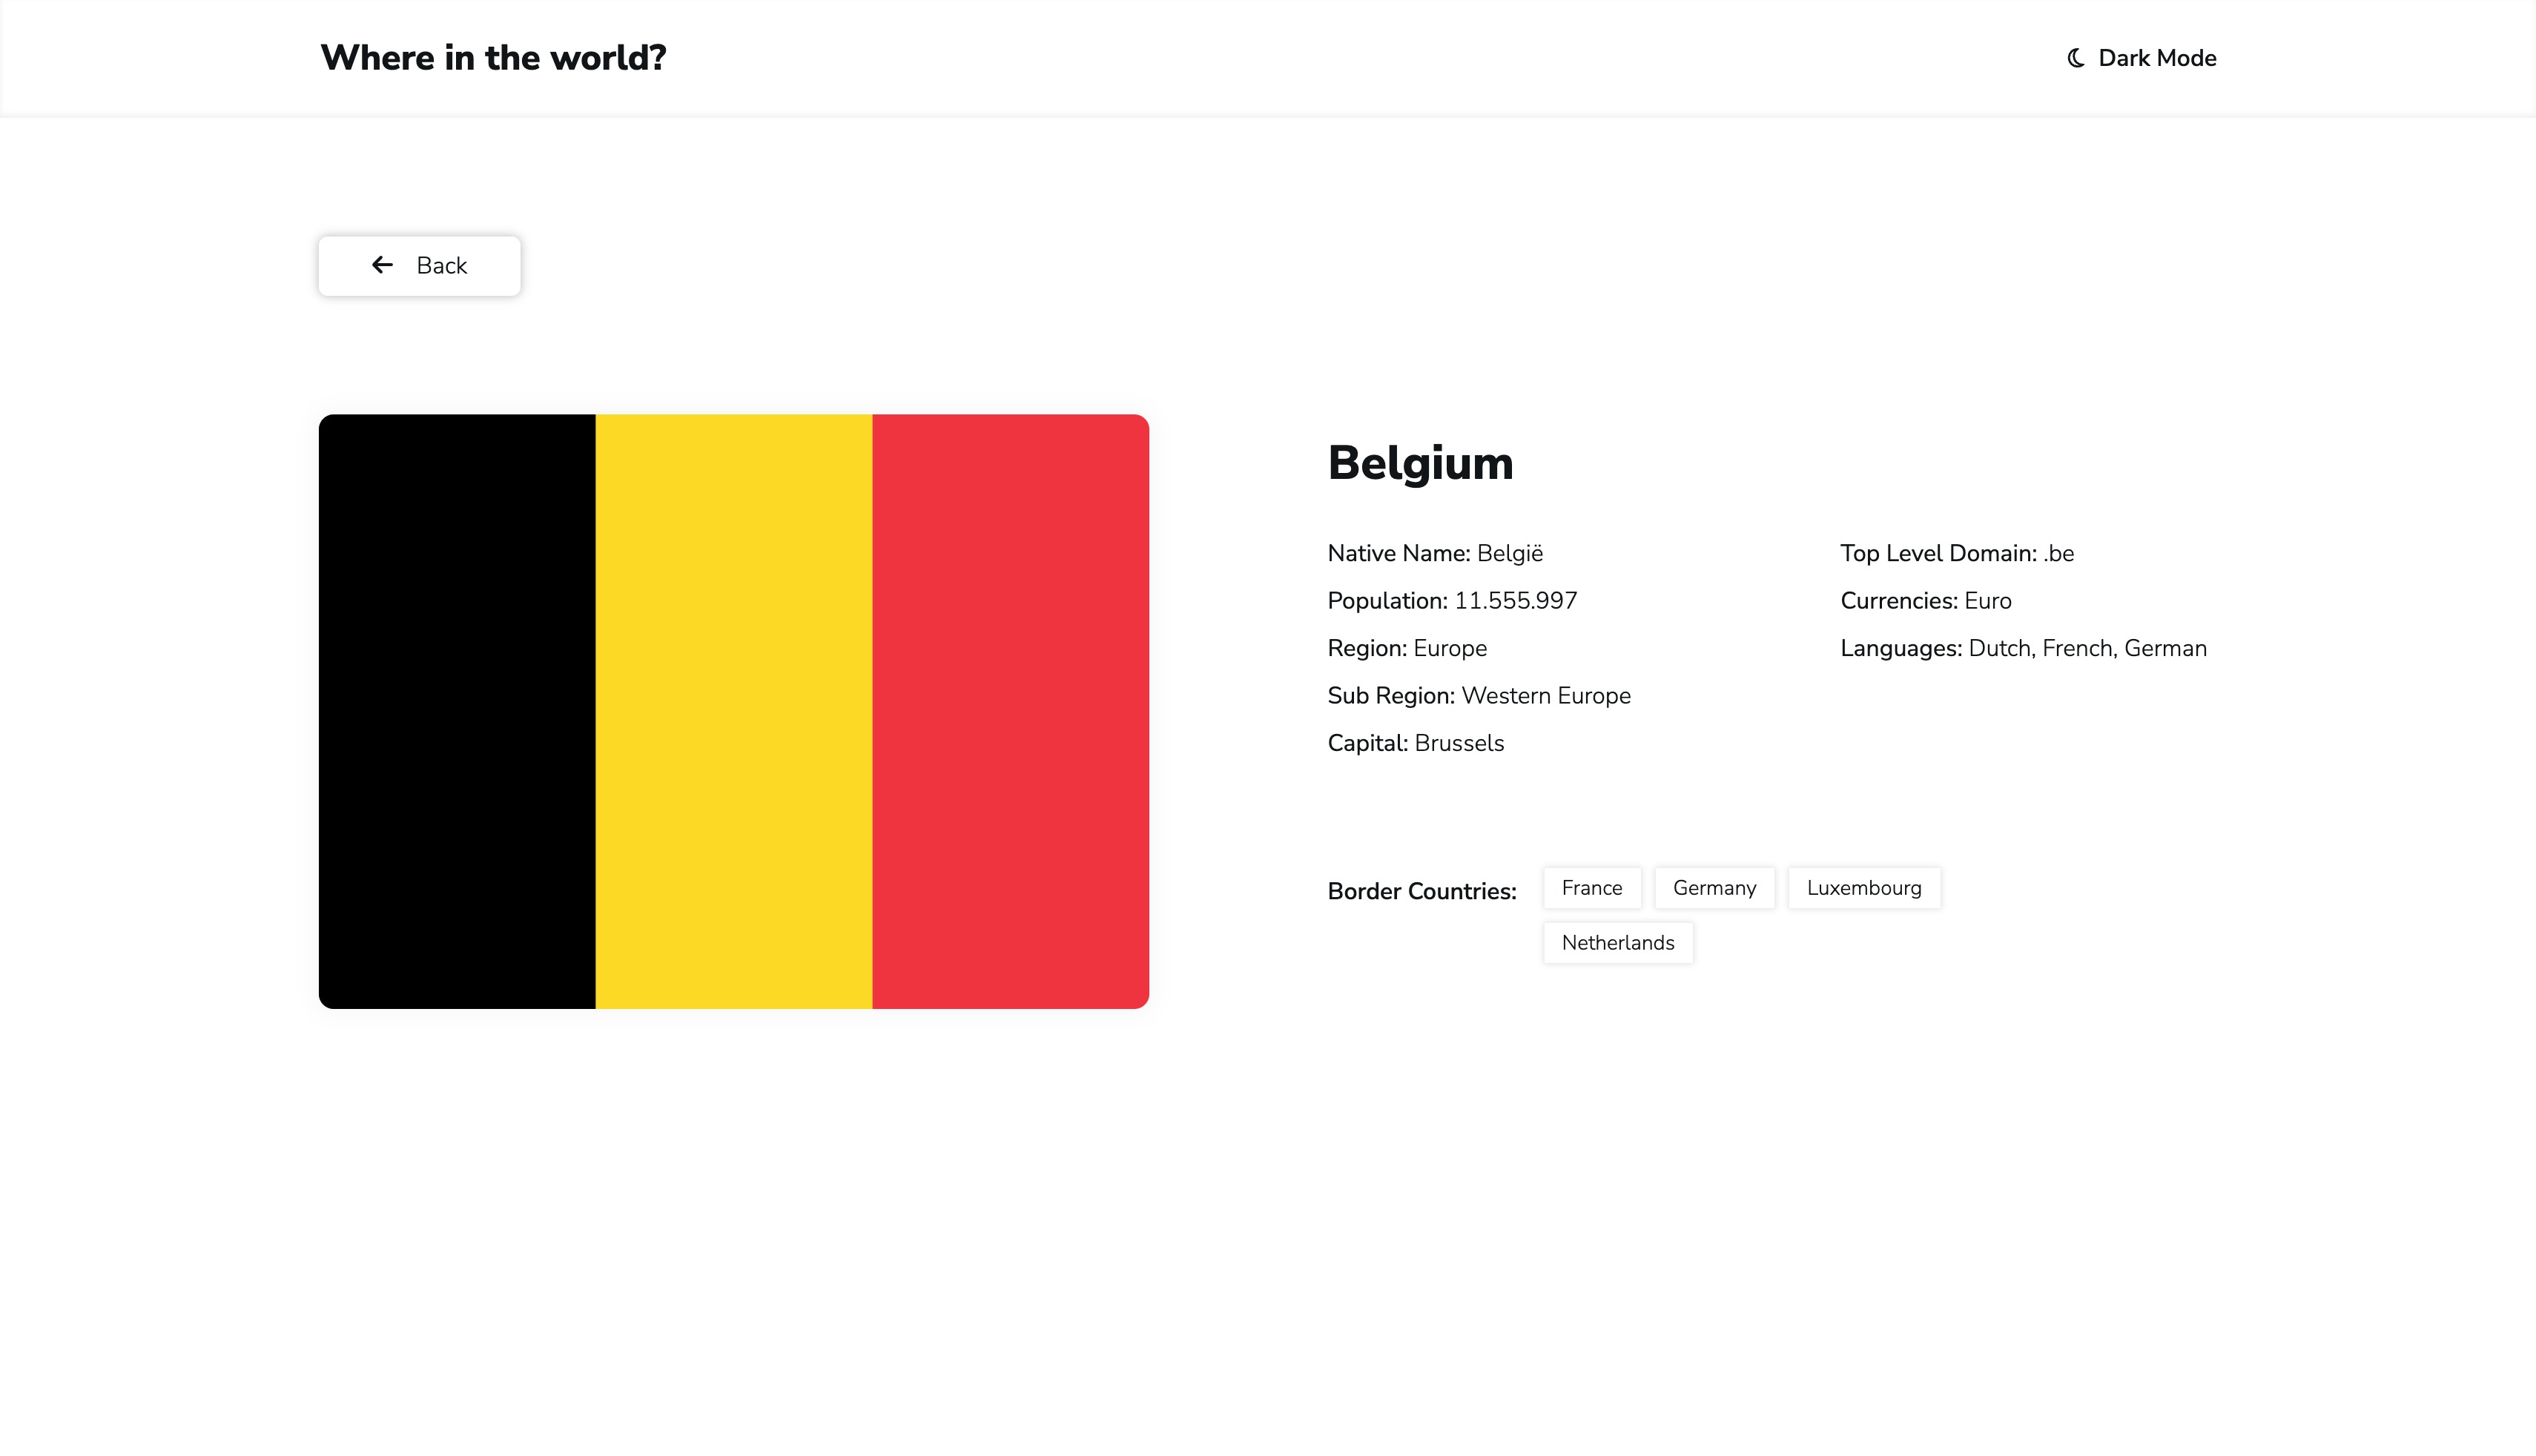 Where in the world?
Dark Mode
Back
Belgium
Native Name: België
Population: 11.555.997
Region: Europe
Sub Region: Western Europe
Capital: Brussels
Top Level Domain: .be
Currencies: Euro
Languages: Dutch, French, German
Border Countries:
France
Germany
Luxembourg
Netherlands